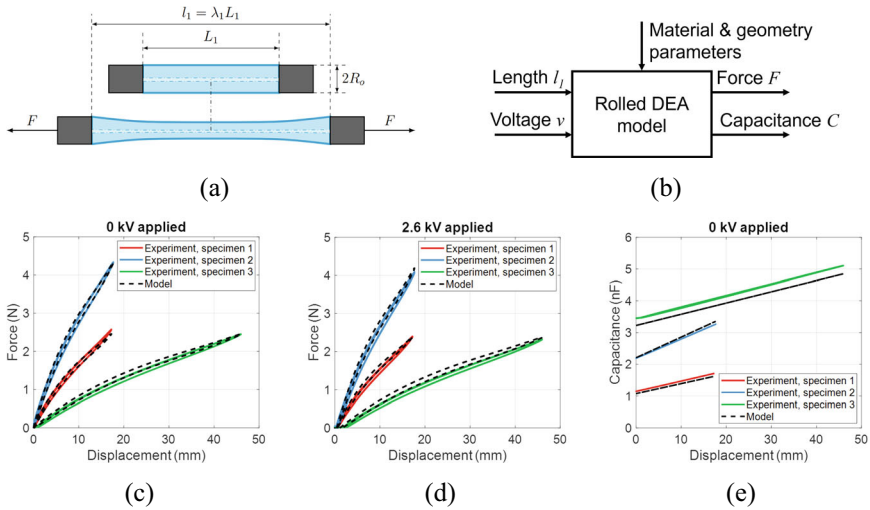 l₁ = λ₁L₁
L₁
2Rₒ
F
F
(a)
Material & geometry
parameters
Length l₁
Voltage v
Rolled DEA
model
Force F
Capacitance C
(b)
0 kV applied
Force (N)
5
4
3
2
1
0
0 10 20 30 40 50
Displacement (mm)
Experiment, specimen 1
Experiment, specimen 2
Experiment, specimen 3
Model
(c)
2.6 kV applied
Force (N)
5
4
3
2
1
0
0 10 20 30 40 50
Displacement (mm)
Experiment, specimen 1
Experiment, specimen 2
Experiment, specimen 3
Model
(d)
0 kV applied
Capacitance (nF)
6
5
4
3
2
1
0
0 10 20 30 40 50
Displacement (mm)
Experiment, specimen 1
Experiment, specimen 2
Experiment, specimen 3
Model
(e)